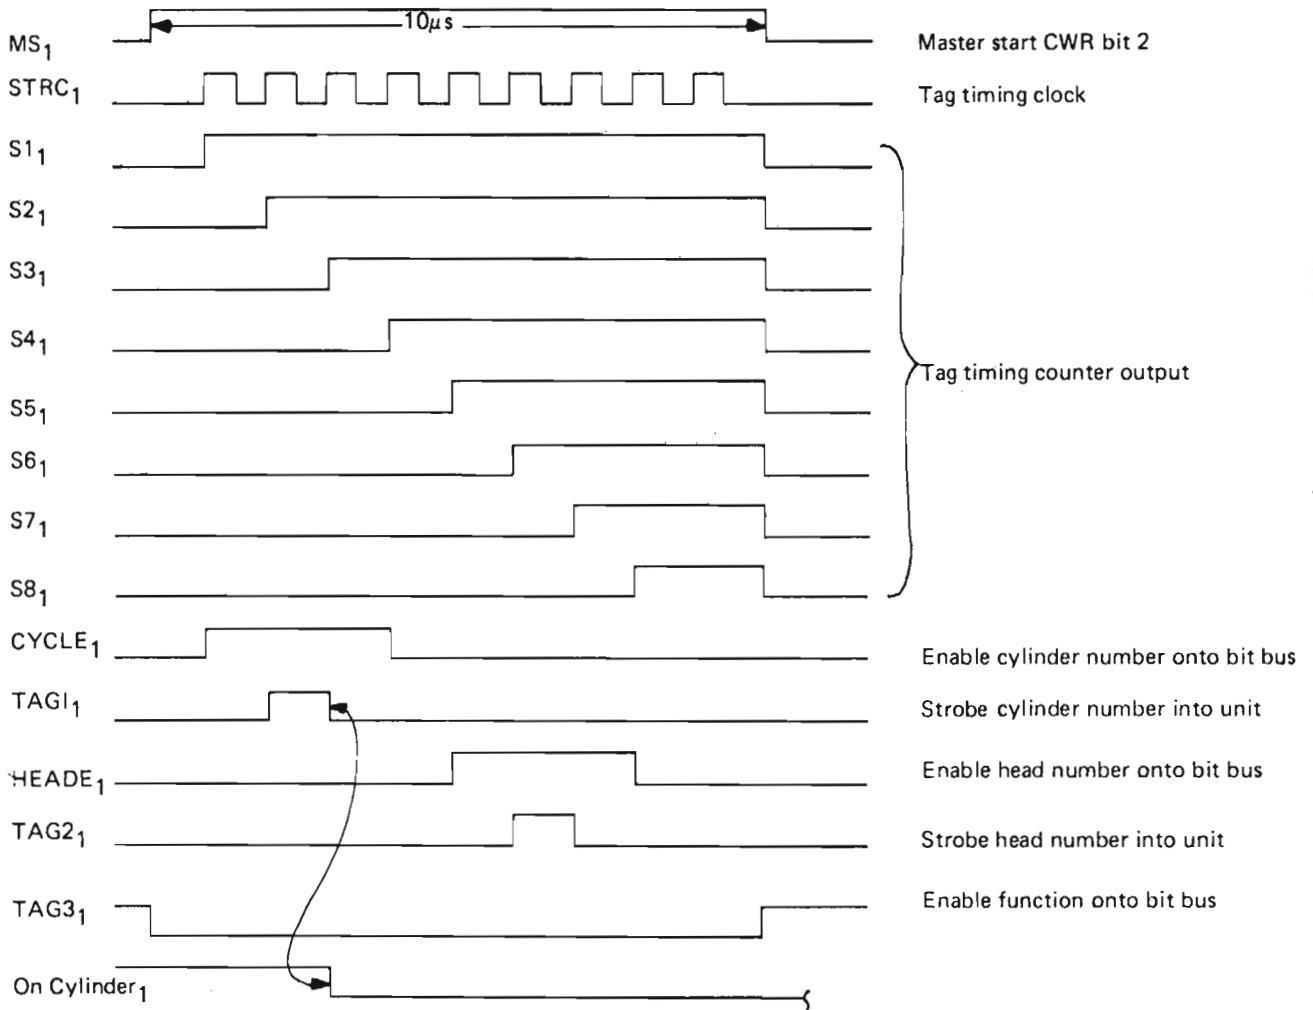 10μs
MS₁ Master start CWR bit 2
STRC₁ Tag timing clock
S1₁
S2₁
S3₁
S4₁
Tag timing counter output
S5₁
S6₁
S7₁
S8₁
CYCLE₁ Enable cylinder number onto bit bus
TAGI₁ Strobe cylinder number into unit
HEADE₁ Enable head number onto bit bus
TAG2₁ Strobe head number into unit
TAG3₁ Enable function onto bit bus
On Cylinder₁